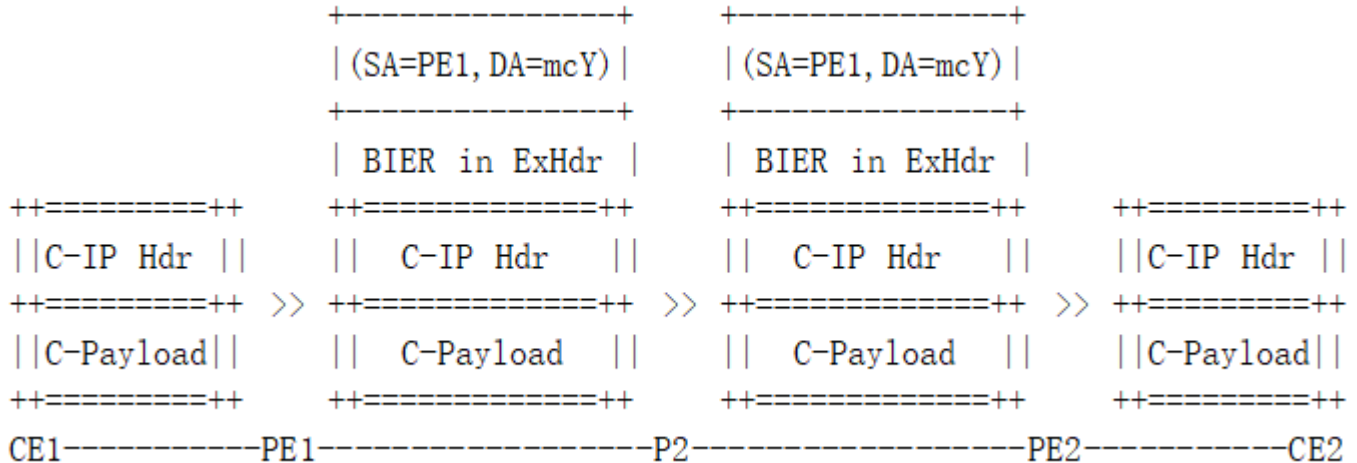 +---------------+     +---------------+
                    |(SA=PE1,DA=mcY)|     |(SA=PE1,DA=mcY)|
                    +---------------+     +---------------+
                    | BIER in ExHdr |     | BIER in ExHdr |
++=========++       ++=============++     ++=============++     ++=========++
||C-IP Hdr ||       ||  C-IP Hdr   ||     ||  C-IP Hdr   ||     ||C-IP Hdr ||
++=========++  >>   ++=============++  >> ++=============++  >> ++=========++
||C-Payload||       ||  C-Payload  ||     ||  C-Payload  ||     ||C-Payload||
++=========++       ++=============++     ++=============++     ++=========++
CE1----------PE1-----------------P2-----------------PE2-----------CE2